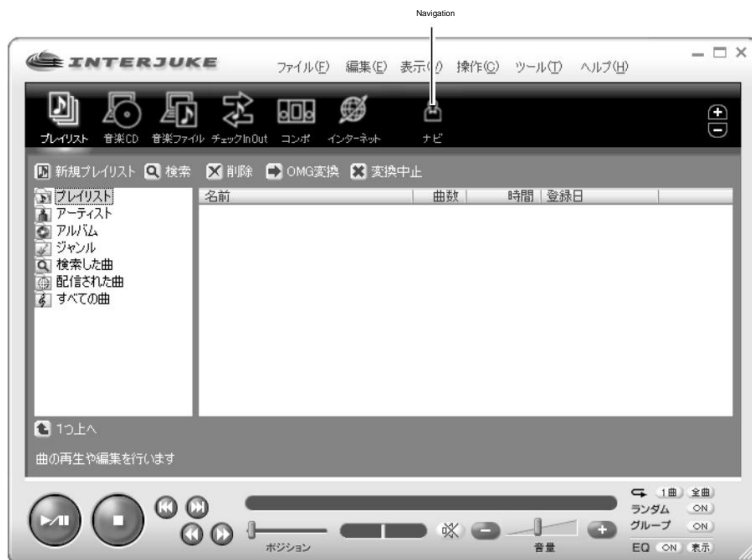 Navigation
INTERJUKE
ファイル(F) 編集(E) 表示(V) 操作(C) ツール(T) ヘルプ(H)
プレイリスト 音楽CD 音楽ファイル チェックIn Out コンポ インターネット ナビ
新規プレイリスト 検索 削除 OMG変換 変換中止
プレイリスト
アーティスト
アルバム
ジャンル
検索した曲
配信された曲
すべての曲
名前 曲数 時間 登録日
1つ上へ
曲の再生や編集を行います
1曲 全曲
ランダム ON
グループ ON
EQ ON 表示
ポジション
音量